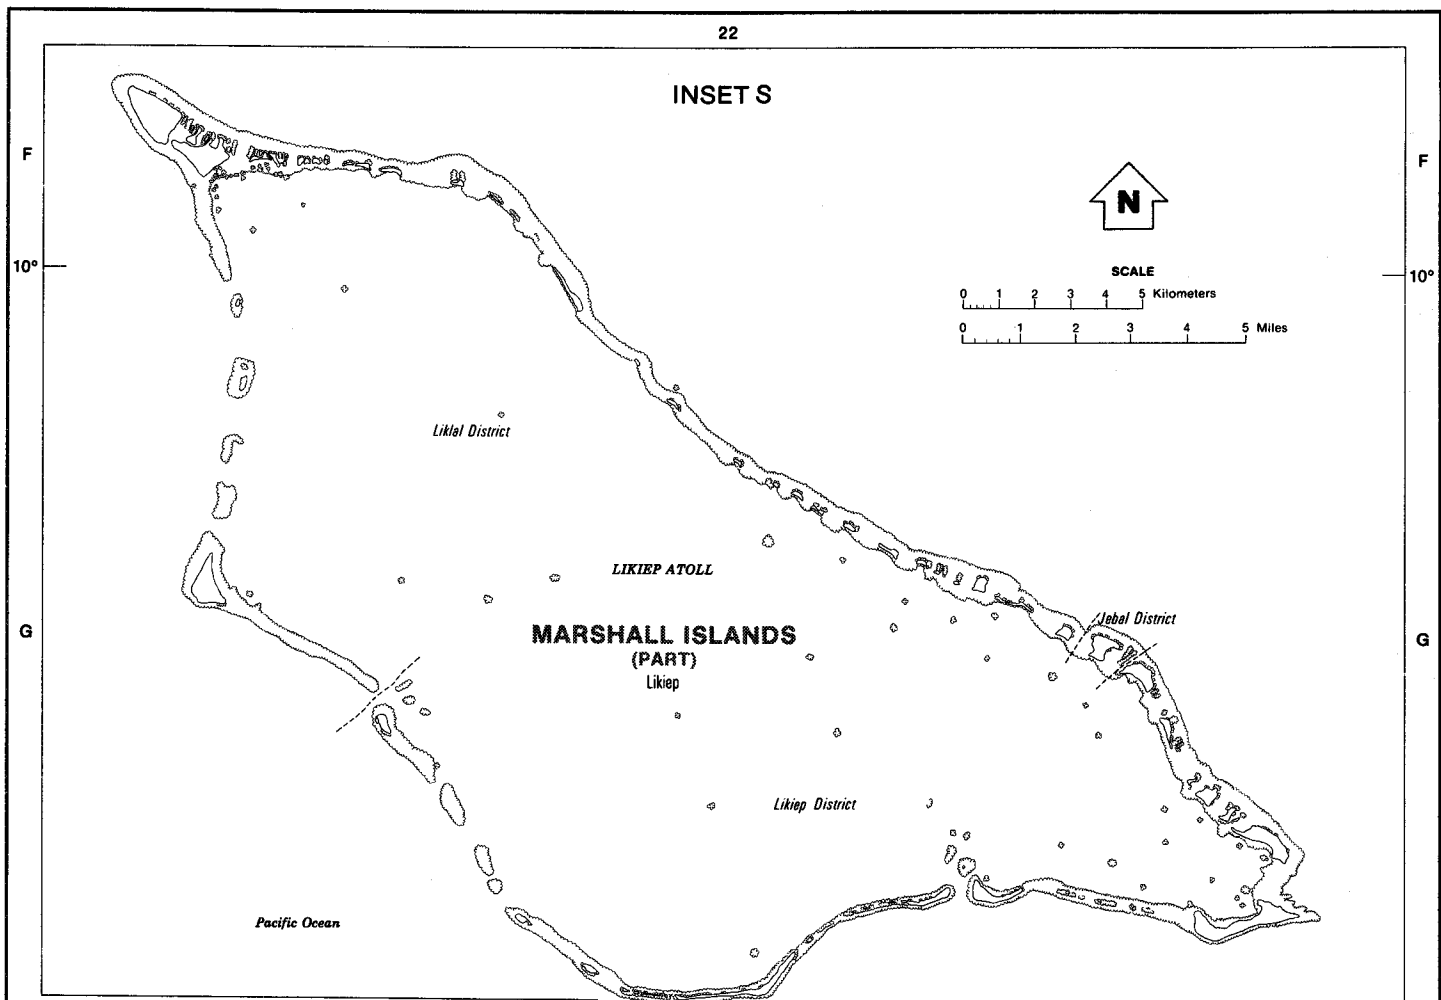 22
INSET S
F
F
N
10°
10°
SCALE
0 1 2 3 4 5 Kilometers
0 1 2 3 4 5 Miles
Liklal District
LIKIEP ATOLL
Jebal District
G
G
MARSHALL ISLANDS
(PART)
Likiep
Likiep District
Pacific Ocean